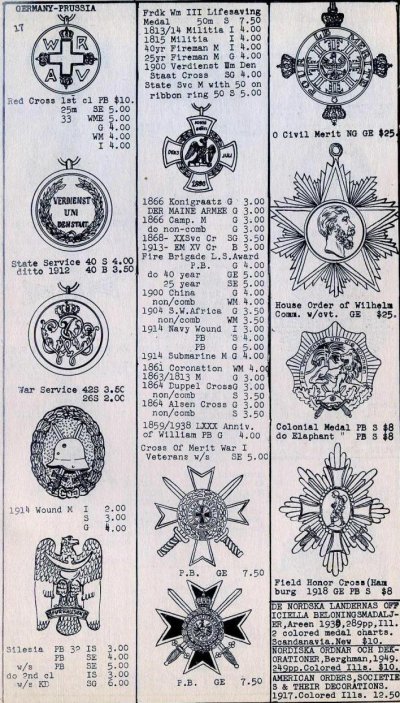 GERMANY-PRUSSIA
27
W R
A V
Red Cross 1st cl PB $10.
25m SE 5.00
33 WME 5.00
G 4.00
WM 4.00
I 4.00
VERDIENST
UM
DEN STAAT
State Service 40 S 4.00
ditto 1912 40 B 3.50
War Service 42S 3.50
26S 2.00
1914 Wound M I 2.00
S 3.00
G 4.00
Silesia PB 32 IS 3.00
PB SE 4.00
w/s PB SE 5.00
do 2nd cl IS 3.00
w/s KD SG 6.00
Frdk Wm III Lifesaving
Medal 50m S 7.50
1813/14 Militia I 4.00
1815 Militia I 4.00
40yr Fireman M I 4.00
25yr Fireman M G 4.00
1900 Verdienst Um Den
Staat Cross SG 4.00
State Svc M with 50 on
ribbon ring 50 S 5.00
1866
1866 Konigraatz G 3.00
DER MAINE ARMEE G 3.00
1866 Camp. M G 3.00
do non-comb G 3.00
1868- XXSvc Cr SG 3.50
1913- EM XV Cr B 3.00
Fire Brigade L.S.Award
P.B. G 4.00
do 40 year GE 5.00
25 year SE 5.00
1900 China G 4.00
non/comb WM 4.00
1904 S.W.Africa G 3.50
non/comb WM 3.50
1914 Navy Wound I 3.00
PB S 4.00
PB G 5.00
1914 Submarine M G 4.00
1861 Coronation WM 4.00
1863/1813 M G 3.00
1864 Duppel CrossG 3.00
non/comb S 3.50
1864 Alsen Cross G 3.00
non/comb S 3.50
1859/1938 LXXX Anniv.
of William PB G 4.00
Cross Of Merit War I
Veterans w/s SE 5.00
P.B. GE 7.50
P.B. GE 7.50
POUR LE MERITE
O Civil Merit NG GE $25.
House Order of Wilhelm
Comm. w/cvt. GE $25.
Colonial Medal PB S $8
do Elaphant " PB S $8
Field Honor Cross(Ham
burg 1918 GE PB S $8
DE NORDSKA LANDERNAS OFF
ICIELLA BELONINGSMADALJ-
ER,Areen 1930,289pp,Ill.
2 colored medal charts.
Scandanavia.New $10.
NORDISKA ORDNAR OCH DEK-
ORATIONER,Berghman,1949.
249pp.Colored Ills. $10.
AMERICAN ORDERS,SOCIETIE
S & THEIR DECORATIONS.
1917.Colored Ills. 12.50